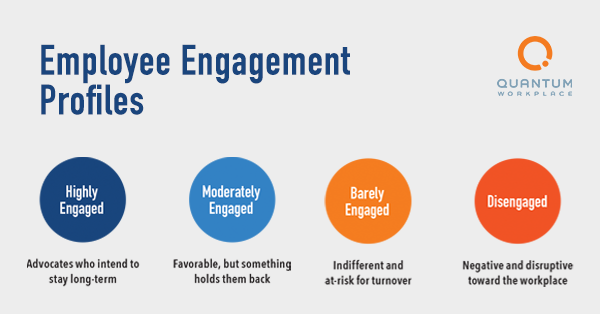 Employee Engagement
Profiles
QUANTUM
WORKPLACE
Highly
Engaged
Advocates who intend to
stay long-term
Moderately
Engaged
Favorable, but something
holds them back
Barely
Engaged
Indifferent and
at-risk for turnover
Disengaged
Negative and disruptive
toward the workplace